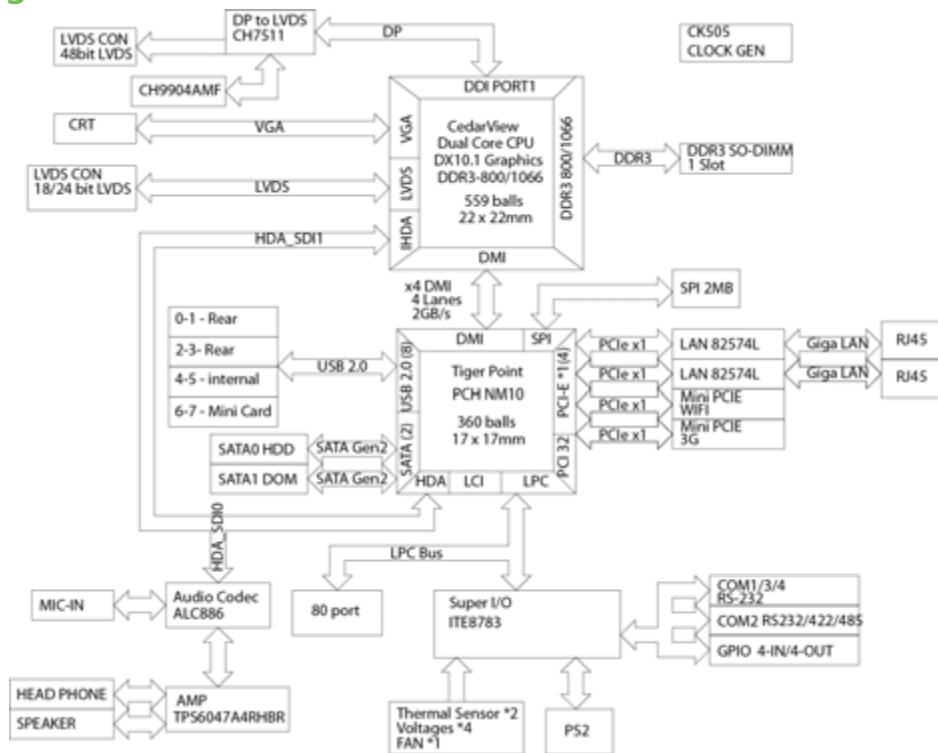 DP to LVDS
CH7511
LVDS CON
48bit LVDS
DP
CK505
CLOCK GEN
CH9904AMF
DDI PORT1
CRT
VGA
VGA
CedarView
Dual Core CPU
DX10.1 Graphics
DDR3-800/1066
559 balls
22 x 22mm
DDR3 800/1066
DDR3
DDR3 SO-DIMM
1 Slot
LVDS CON
18/24 bit LVDS
LVDS
LVDS
HDA_SDI1
IHDA
DMI
x4 DMI
4 Lanes
2GB/s
SPI 2MB
0-1 - Rear
2-3- Rear
4-5 - internal
6-7 - Mini Card
USB 2.0
USB 2.0 (8)
DMI
SPI
Tiger Point
PCH NM10
360 balls
17 x 17mm
PCI-E *1(4)
PCI 32
PCIe x1
LAN 82574L
Giga LAN
RJ45
PCIe x1
LAN 82574L
Giga LAN
RJ45
PCIe x1
Mini PCIE
WIFI
PCIe x1
Mini PCIE
3G
SATA0 HDD
SATA Gen2
SATA1 DOM
SATA Gen2
SATA (2)
HDA
LCI
LPC
HDA_SDI0
LPC Bus
MIC-IN
Audio Codec
ALC886
80 port
Super I/O
ITE8783
COM1/3/4
RS-232
COM2 RS232/422/485
GPIO 4-IN/4-OUT
HEAD PHONE
SPEAKER
AMP
TPS6047A4RHBR
Thermal Sensor *2
Voltages *4
FAN *1
PS2